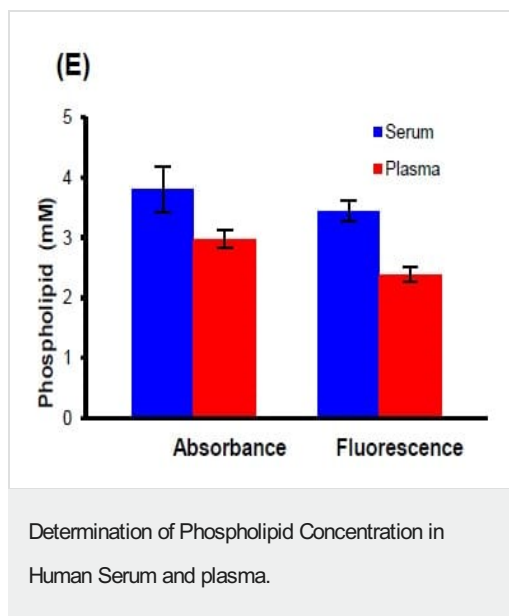 (E)
5
4
3
2
1
0
Phospholipid (mM)
Serum
Plasma
Absorbance Fluorescence
Determination of Phospholipid Concentration in
Human Serum and plasma.